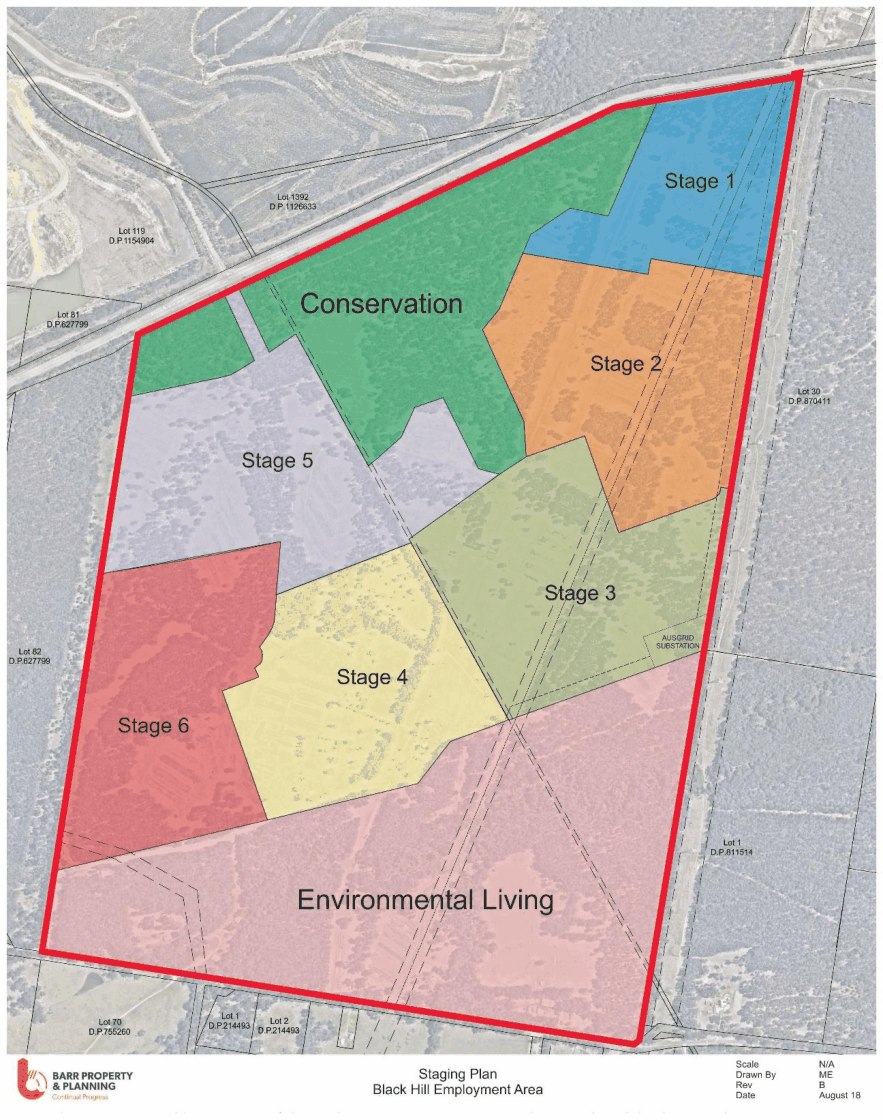 Stage 1
Lot 1392
D.P.1126633
Lot 119
D.P.1154904
Conservation
Lot 81
D.P.627799
Stage 2
Lot 30
D.P.870411
Stage 5
Stage 3
AUSGRID
SUBSTATION
Lot 82
D.P.627799
Stage 4
Stage 6
Lot 1
D.P.811514
Environmental Living
Lot 70
D.P.755260
Lot 1
D.P.214493
Lot 2
D.P.214493
BARR PROPERTY
& PLANNING
Continual Progress
Staging Plan
Black Hill Employment Area
Scale N/A
Drawn By ME
Rev B
Date August 18